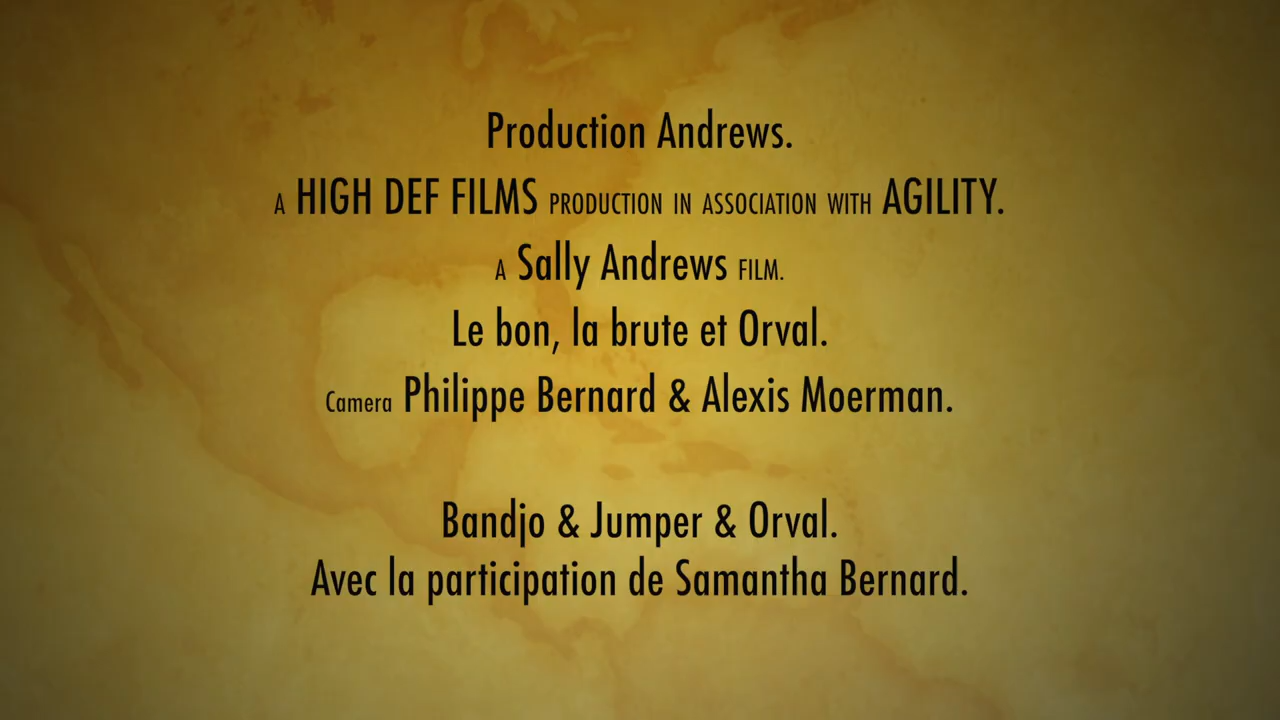 Production Andrews.
A HIGH DEF FILMS PRODUCTION IN ASSOCIATION WITH AGILITY.
A Sally Andrews FILM.
Le bon, la brute et Orval.
Camera Philippe Bernard & Alexis Moerman.
Bandjo & Jumper & Orval.
Avec la participation de Samantha Bernard.